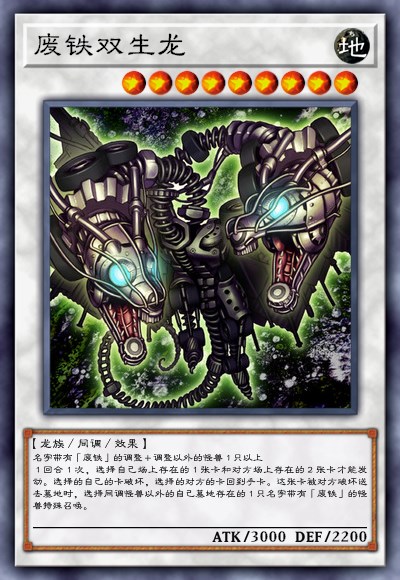 废铁双生龙
地
【龙族／同调／效果】
名字带有「废铁」的调整＋调整以外的怪兽1只以上
1回合1次，选择自己场上存在的1张卡和对方场上存在的2张卡才能发
动。选择的自己的卡破坏，选择的对方的卡回到手卡。这张卡被对方破坏送
去墓地时，选择同调怪兽以外的自己墓地存在的1只名字带有「废铁」的怪
兽特殊召唤。
ATK/3000 DEF/2200